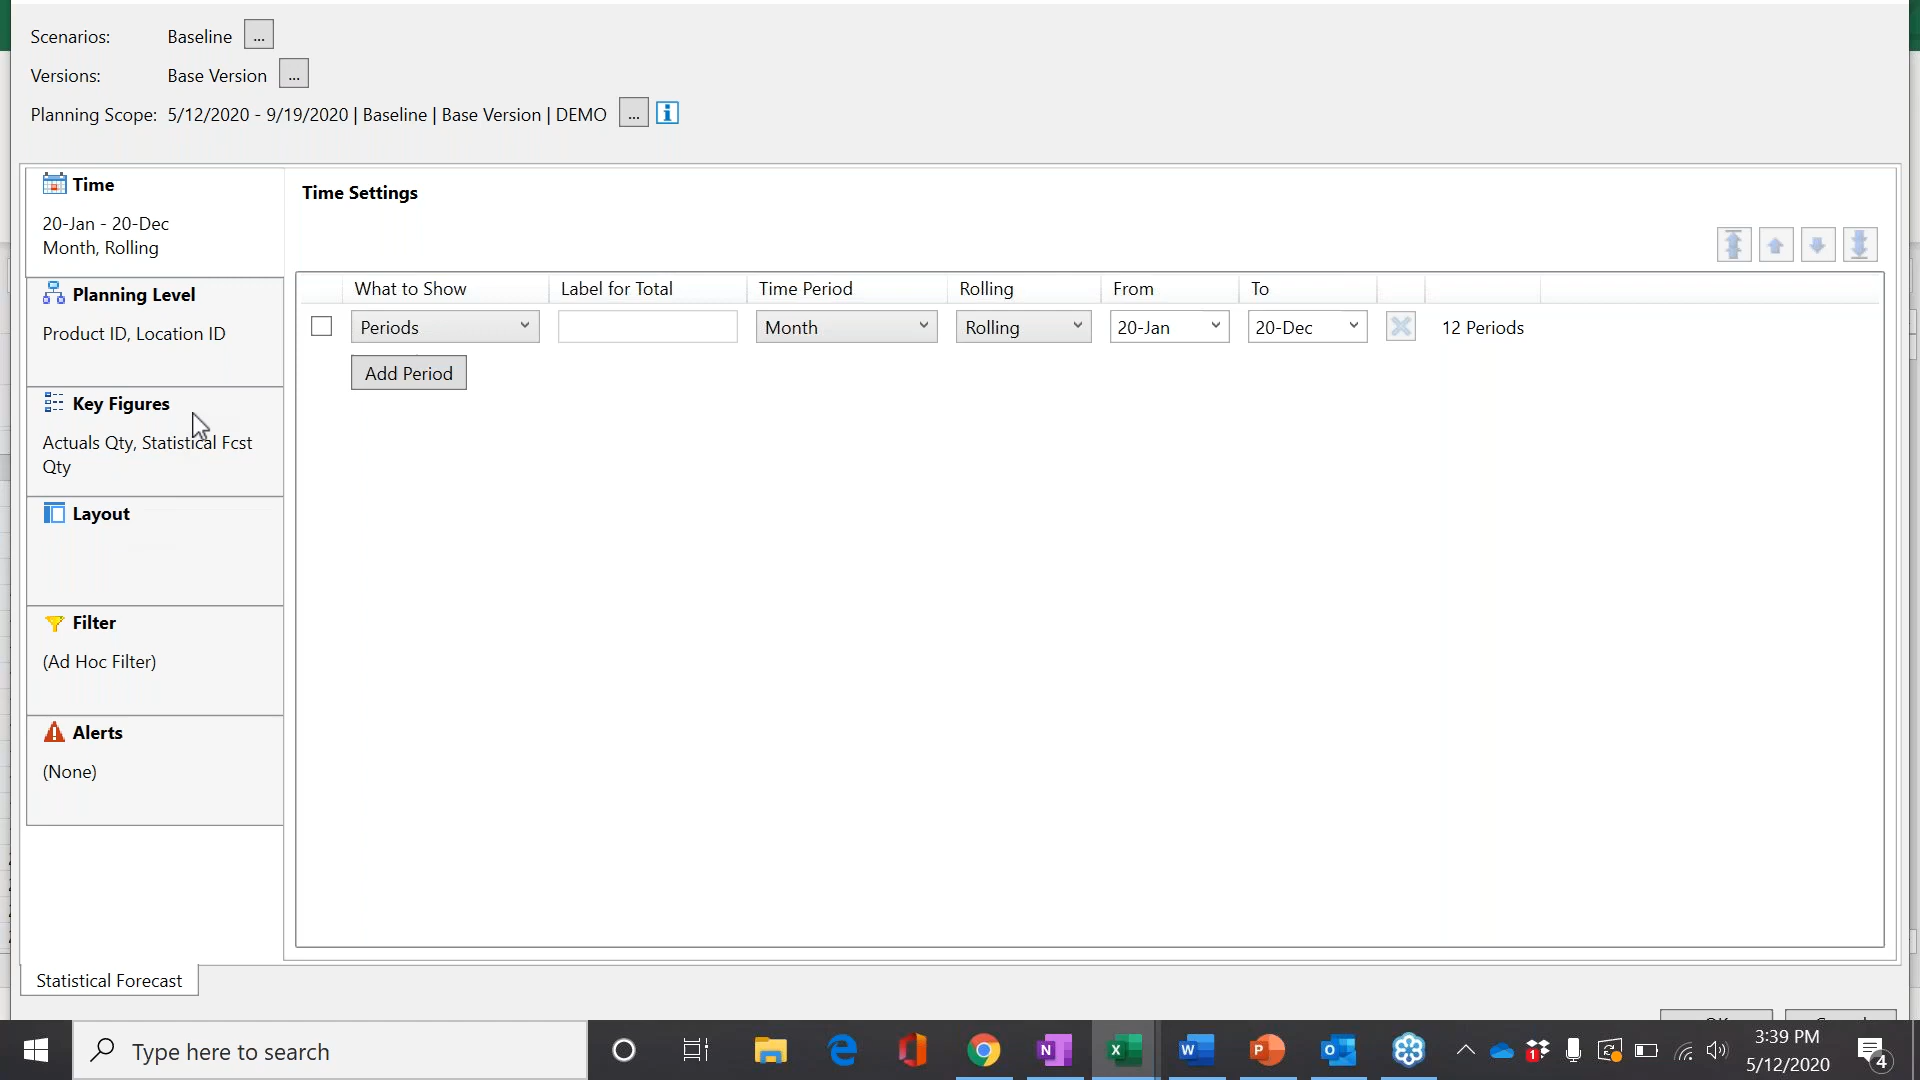 Scenarios: Baseline ...
Versions: Base Version ...
Planning Scope: 5/12/2020 - 9/19/2020 | Baseline | Base Version | DEMO ...
Time
20-Jan - 20-Dec
Month, Rolling
Planning Level
Product ID, Location ID
Key Figures
Actuals Qty, Statistical Fcst
Qty
Layout
Filter
(Ad Hoc Filter)
Alerts
(None)
Time Settings
What to Show Label for Total Time Period Rolling From To
Periods Month Rolling 20-Jan 20-Dec 12 Periods
Add Period
Statistical Forecast
Type here to search
3:39 PM
5/12/2020
1
4